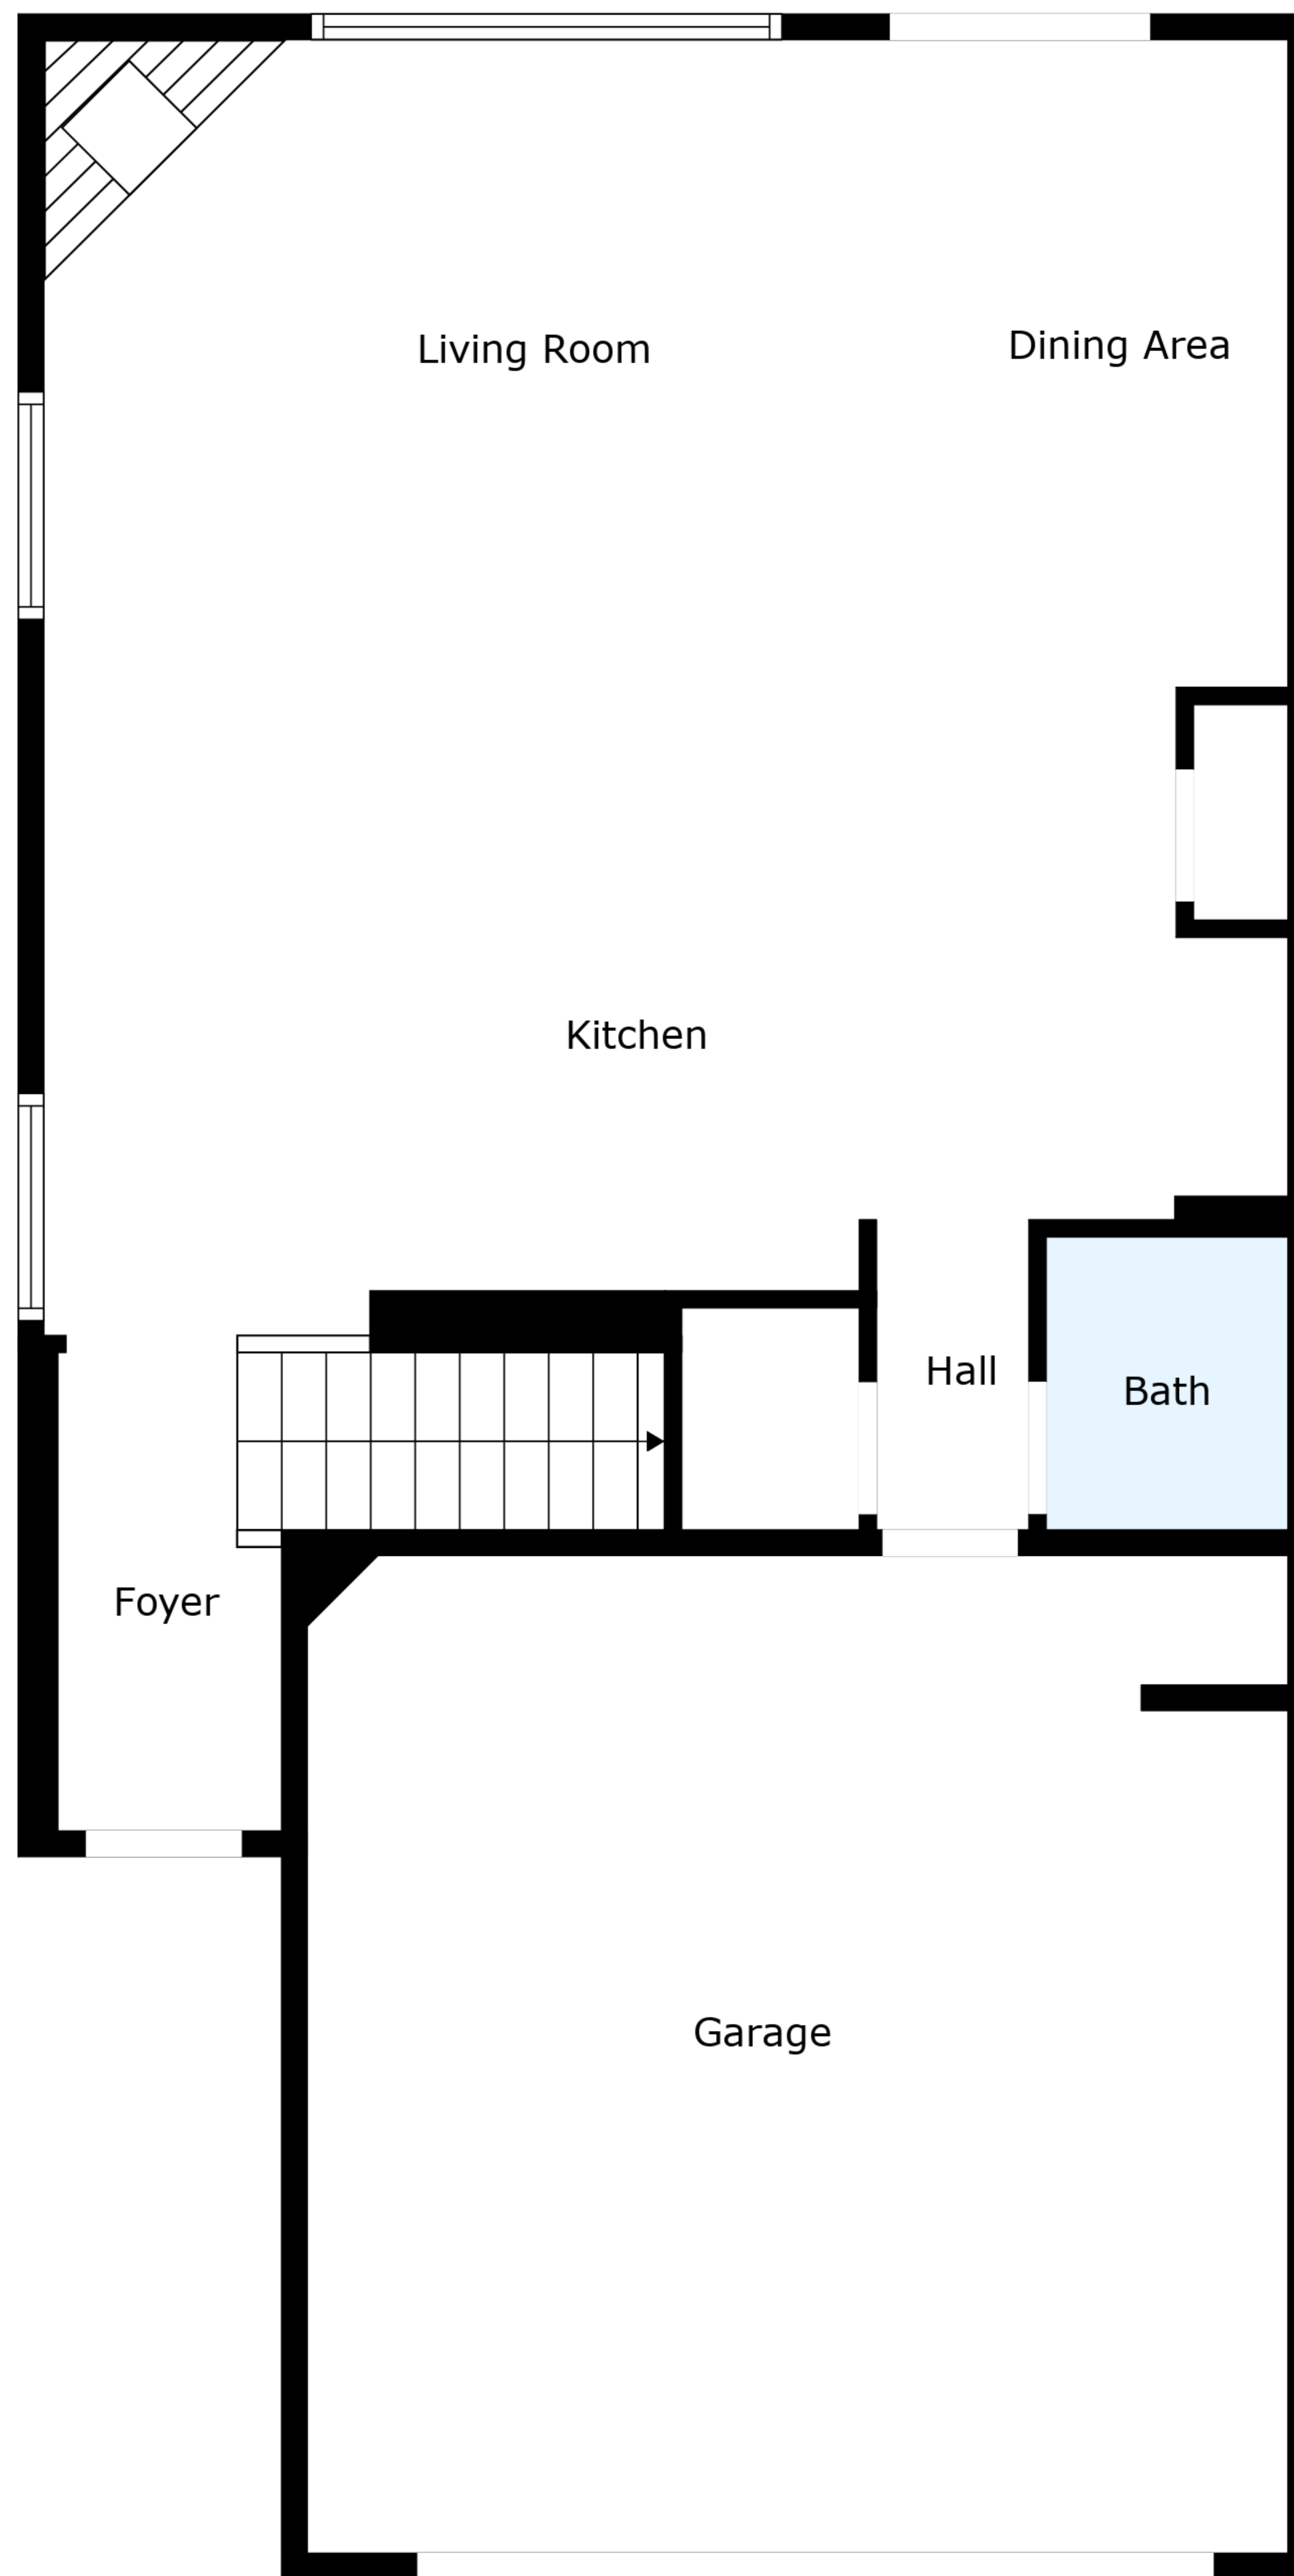 Living Room
Dining Area
Kitchen
Hall
Bath
Foyer
Garage